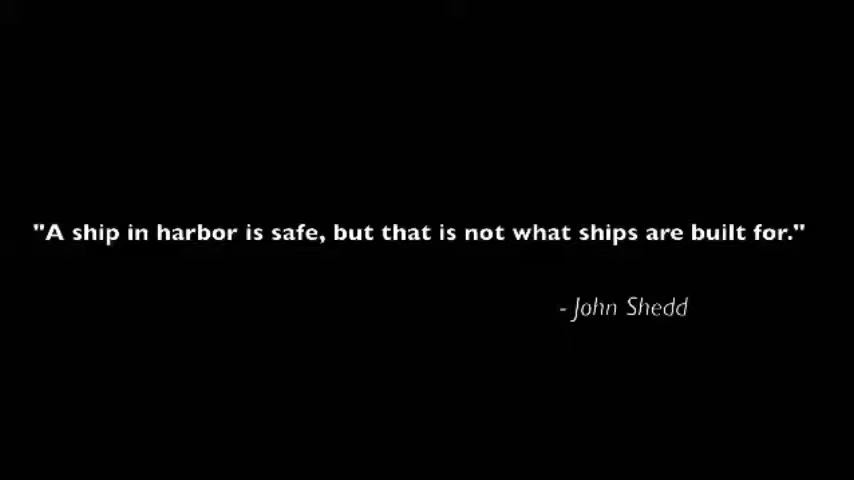 "A ship in harbor is safe, but that is not what ships are built for."
- John Shedd